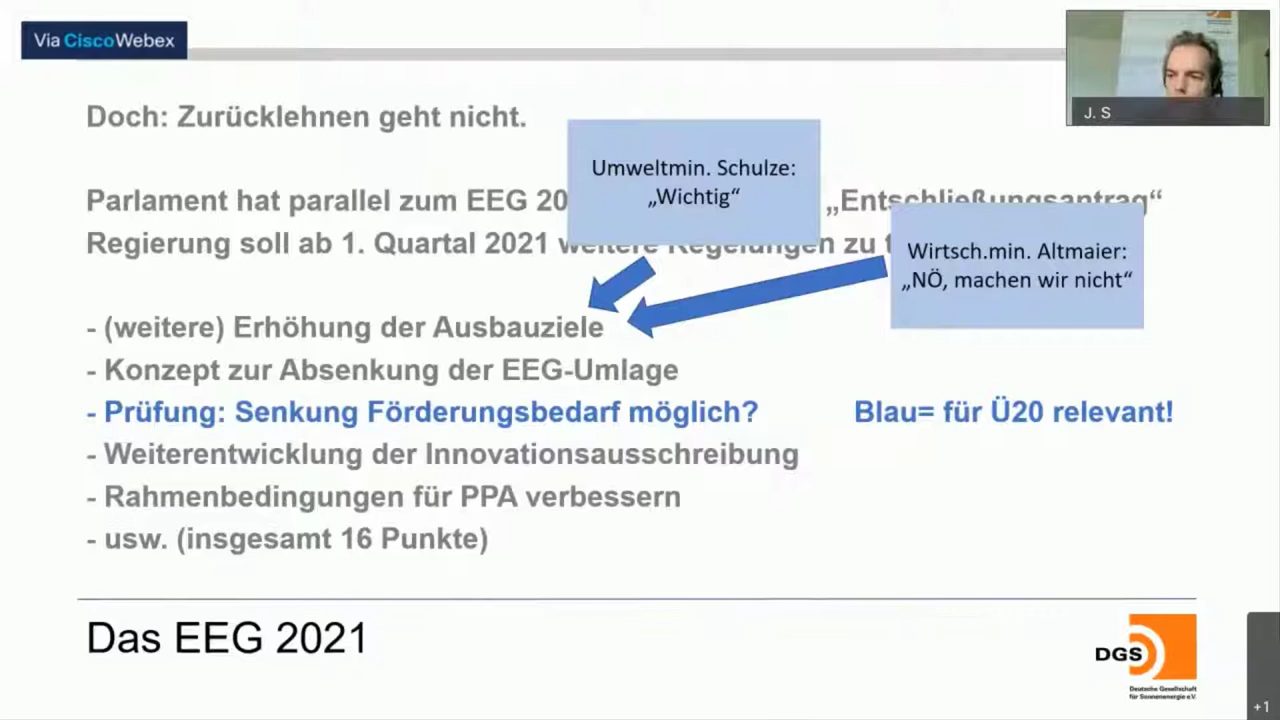 Via CiscoWebex
J. S
Doch: Zurücklehnen geht nicht.
Umweltmin. Schulze:
„Wichtig“
Parlament hat parallel zum EEG 20 „Entschließungsantrag“
Regierung soll ab 1. Quartal 2021 weitere Regelungen zu
Wirtsch.min. Altmaier:
„NÖ, machen wir nicht“
- (weitere) Erhöhung der Ausbauziele
- Konzept zur Absenkung der EEG-Umlage
- Prüfung: Senkung Förderungsbedarf möglich? Blau= für Ü20 relevant!
- Weiterentwicklung der Innovationsausschreibung
- Rahmenbedingungen für PPA verbessern
- usw. (insgesamt 16 Punkte)
Das EEG 2021
DGS
Deutsche Gesellschaft
für Sonnenenergie e.V.
+1